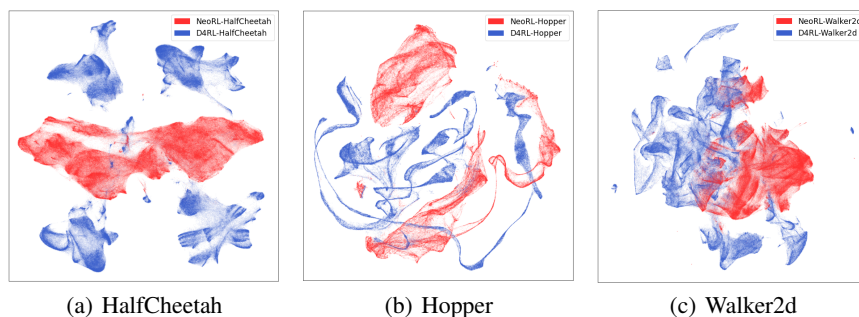 NeoRL-HalfCheetah
D4RL-HalfCheetah
NeoRL-Hopper
D4RL-Hopper
NeoRL-Walker2d
D4RL-Walker2d
(a) HalfCheetah
(b) Hopper
(c) Walker2d